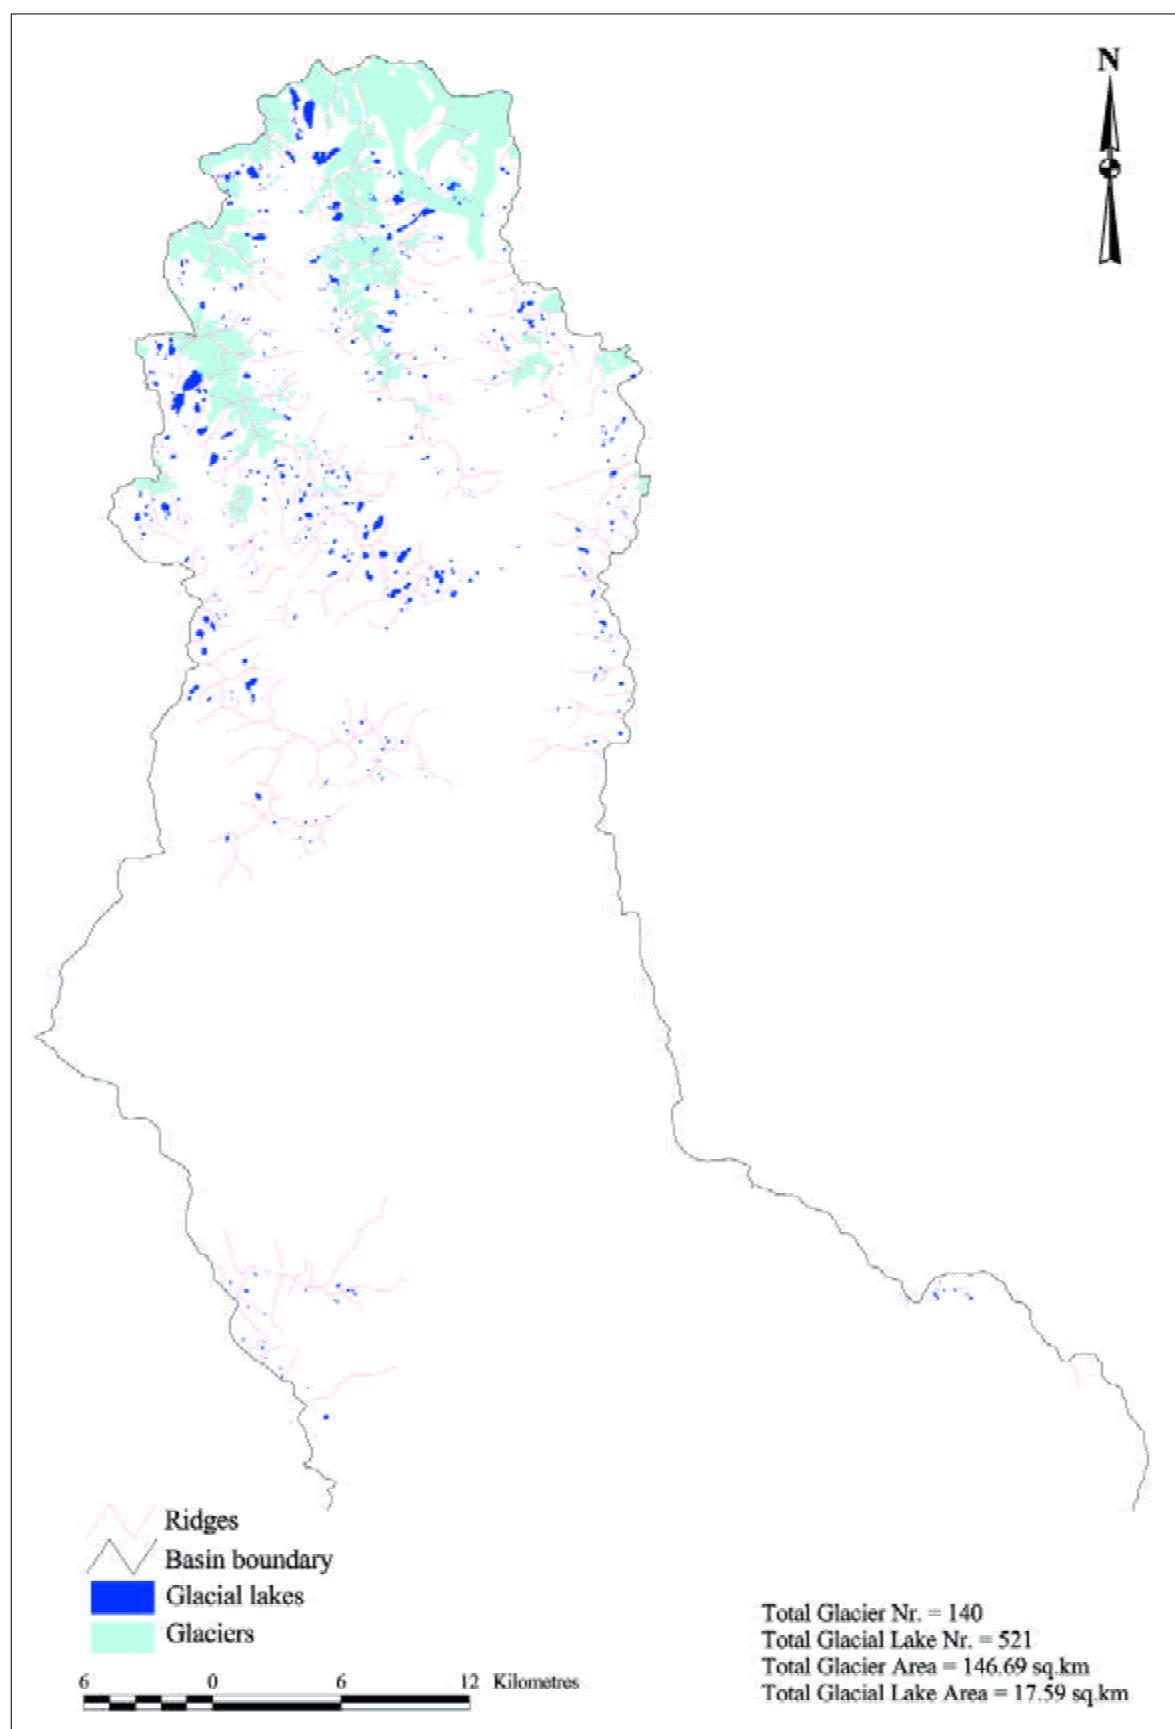 N
Ridges
Basin boundary
Glacial lakes
Glaciers
6 0 6 12 Kilometres
Total Glacier Nr. = 140
Total Glacial Lake Nr. = 521
Total Glacier Area = 146.69 sq.km
Total Glacial Lake Area = 17.59 sq.km